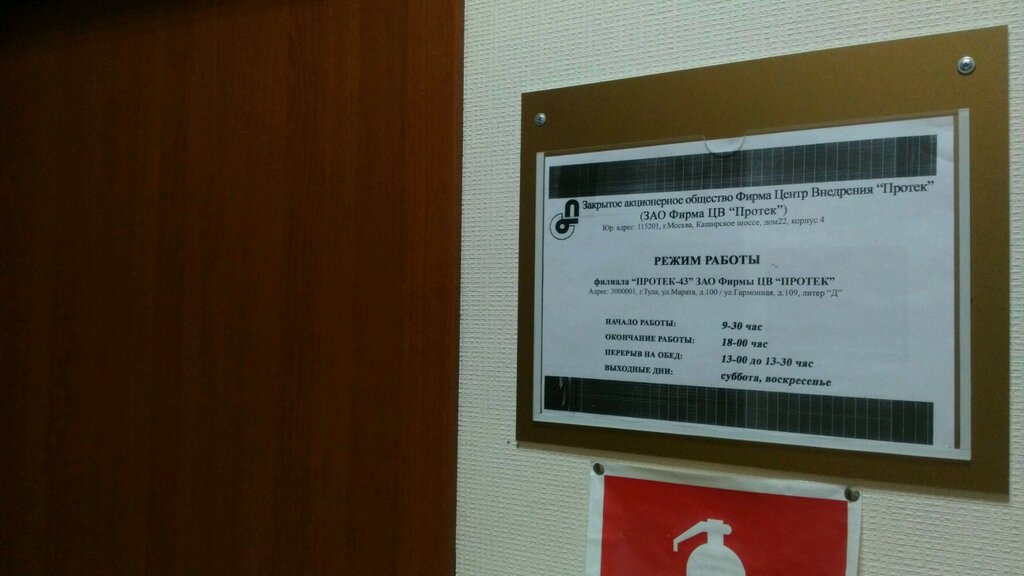 Закрытое акционерное общество Фирма Центр Внедрения “Протек”
(ЗАО Фирма ЦВ “Протек”)
Юр. адрес: 115201, г.Москва, Каширское шоссе, дом22, корпус 4
РЕЖИМ РАБОТЫ
филиала “ПРОТЕК-43” ЗАО Фирмы ЦВ “ПРОТЕК”
Адрес: 3000001, г.Тула, ул.Марата, д.100 / ул.Гармонная, д.109, литер “Д”
НАЧАЛО РАБОТЫ: 9-30 час
ОКОНЧАНИЕ РАБОТЫ: 18-00 час
ПЕРЕРЫВ НА ОБЕД: 13-00 до 13-30 час
ВЫХОДНЫЕ ДНИ: суббота, воскресенье